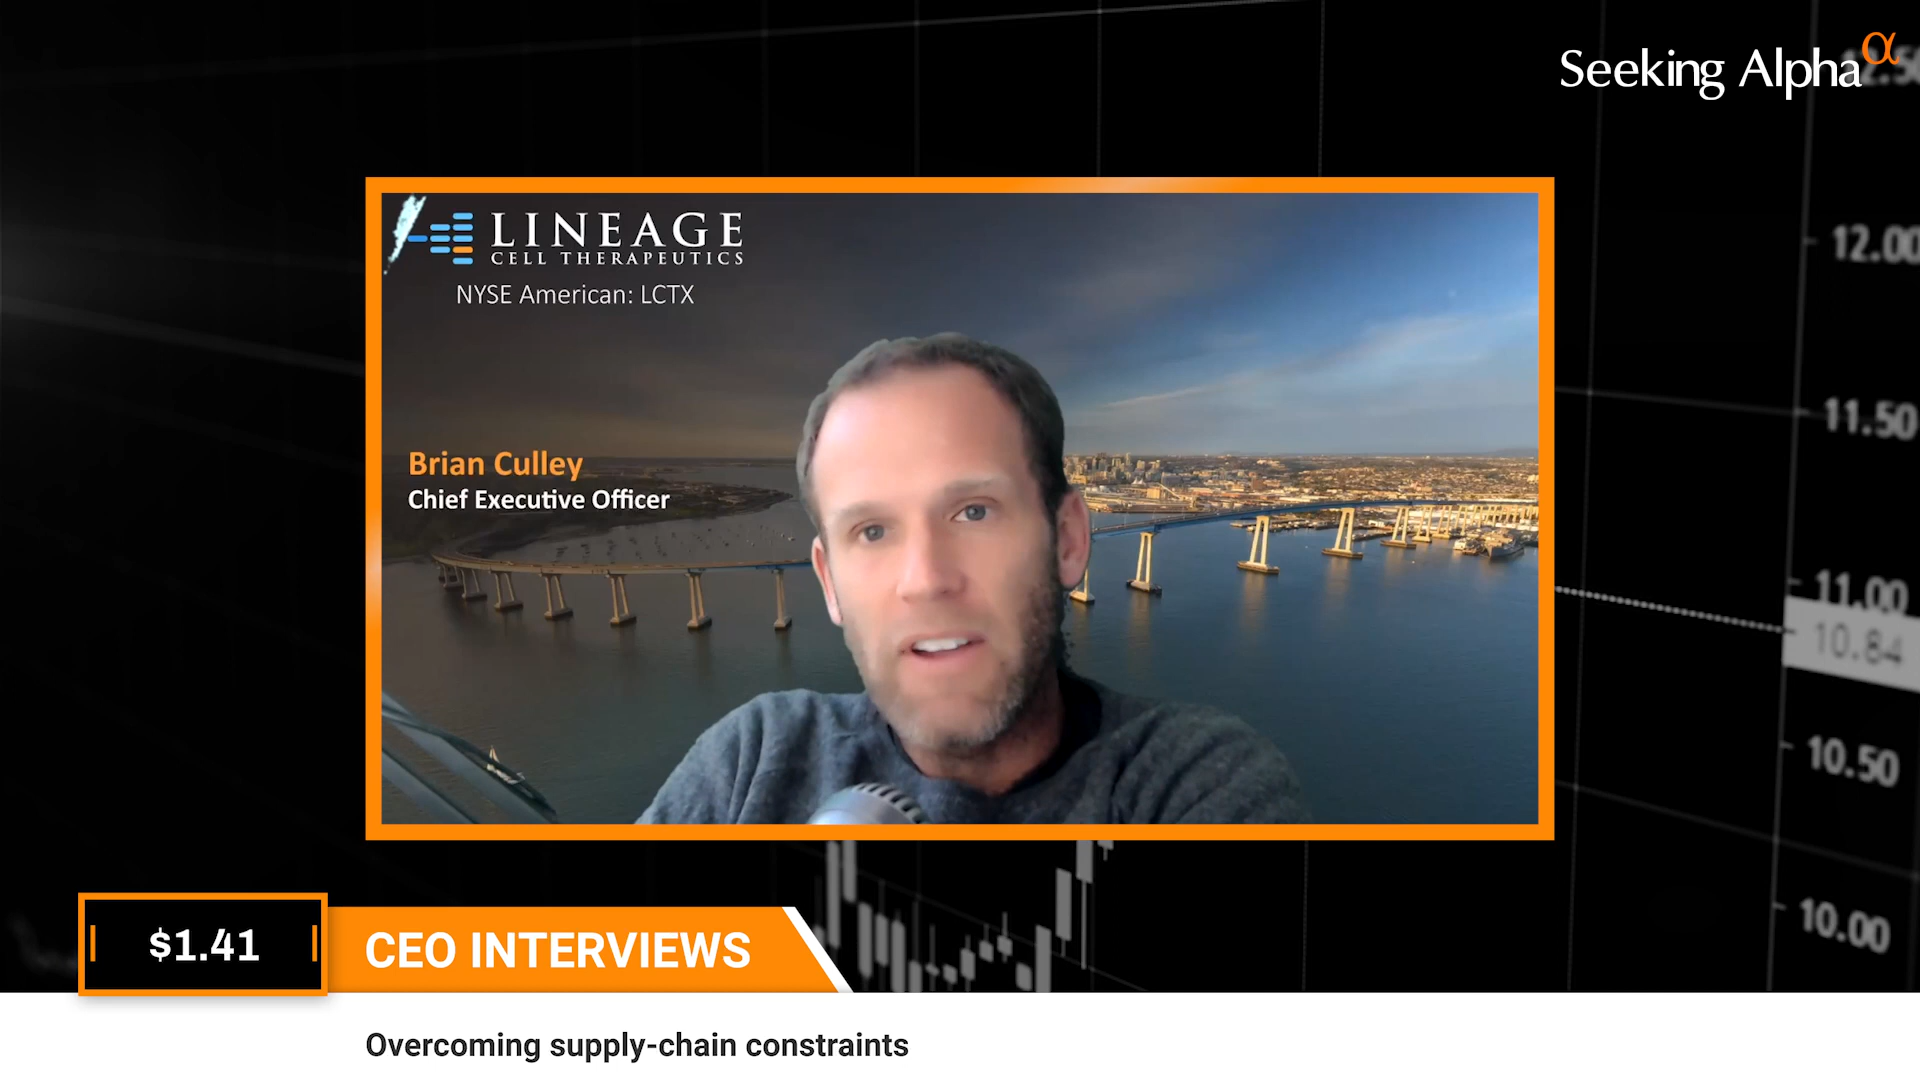 Seeking Alpha α
12.00
11.50
11.00
10.84
10.50
10.00
LINEAGE
CELL THERAPEUTICS
NYSE American: LCTX
Brian Culley
Chief Executive Officer
$1.41
CEO INTERVIEWS
Overcoming supply-chain constraints